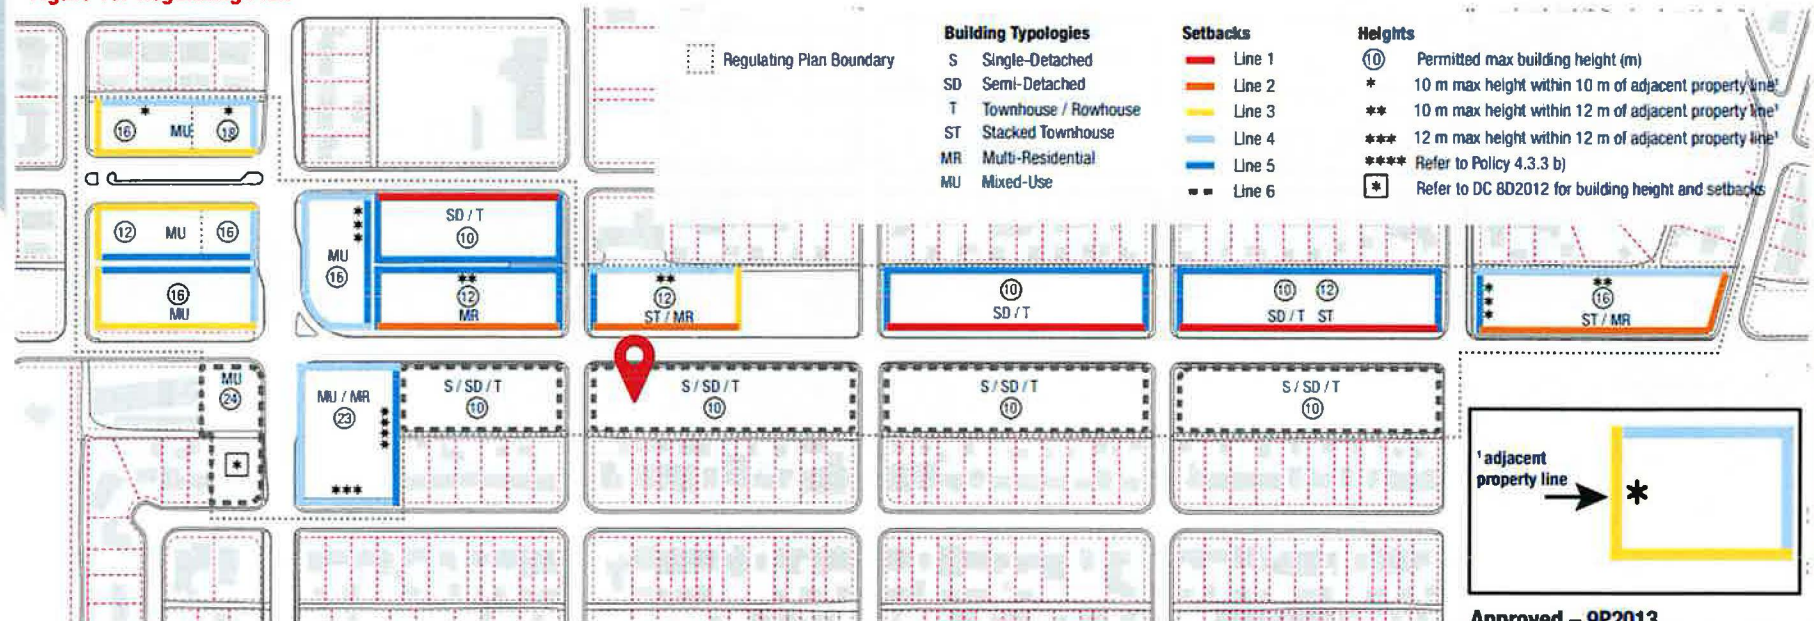 Regulating Plan Boundary
Building Typologies
S Single-Detached
SD Semi-Detached
T Townhouse / Rowhouse
ST Stacked Townhouse
MR Multi-Residential
MU Mixed-Use
Setbacks
Line 1
Line 2
Line 3
Line 4
Line 5
Line 6
Heights
10 Permitted max building height (m)
* 10 m max height within 10 m of adjacent property line¹
** 10 m max height within 12 m of adjacent property line¹
*** 12 m max height within 12 m of adjacent property line¹
**** Refer to Policy 4.3.3 b)
* Refer to DC 8D2012 for building height and setbacks
* *
16 MU 18
12 MU 16
16
MU
***
MU
16
SD / T
10
**
12
MR
**
12
ST / MR
10
SD / T
10 12
SD / T ST
***
**
16
ST / MR
MU
24
*
MU / MR
23
****
***
S / SD / T
10
S / SD / T
10
S / SD / T
10
S / SD / T
10
¹ adjacent
property line
*
Approved – 9P2013